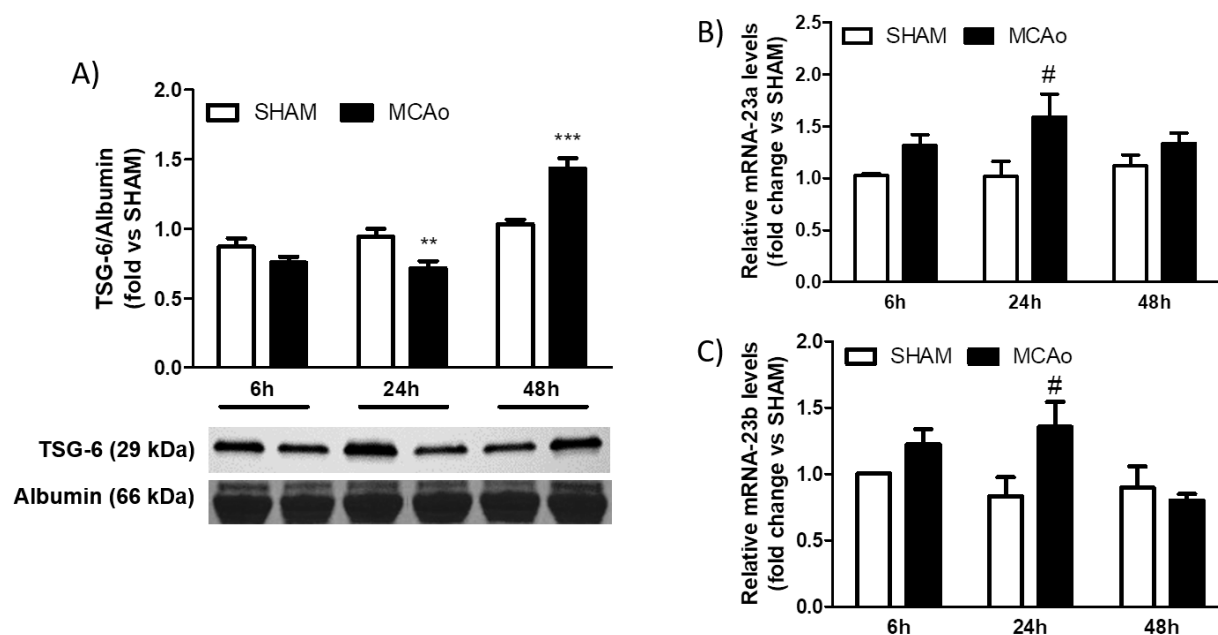 A)
TSG-6/Albumin
(fold vs SHAM)
2.0
1.5
1.0
0.5
0.0
SHAM MCAo
**
***
6h 24h 48h
TSG-6 (29 kDa)
Albumin (66 kDa)
B)
Relative mRNA-23a levels
(fold change vs SHAM)
2.5
2.0
1.5
1.0
0.5
0.0
SHAM MCAo
#
6h 24h 48h
C)
Relative mRNA-23b levels
(fold change vs SHAM)
2.0
1.5
1.0
0.5
0.0
SHAM MCAo
#
6h 24h 48h